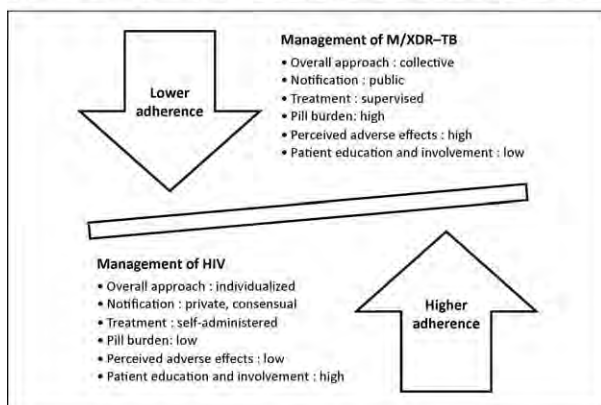 Management of M/XDR–TB
• Overall approach : collective
• Notification : public
• Treatment : supervised
• Pill burden: high
• Perceived adverse effects : high
• Patient education and involvement : low
Lower
adherence
Management of HIV
• Overall approach : individualized
• Notification : private, consensual
• Treatment : self-administered
• Pill burden: low
• Perceived adverse effects : low
• Patient education and involvement : high
Higher
adherence